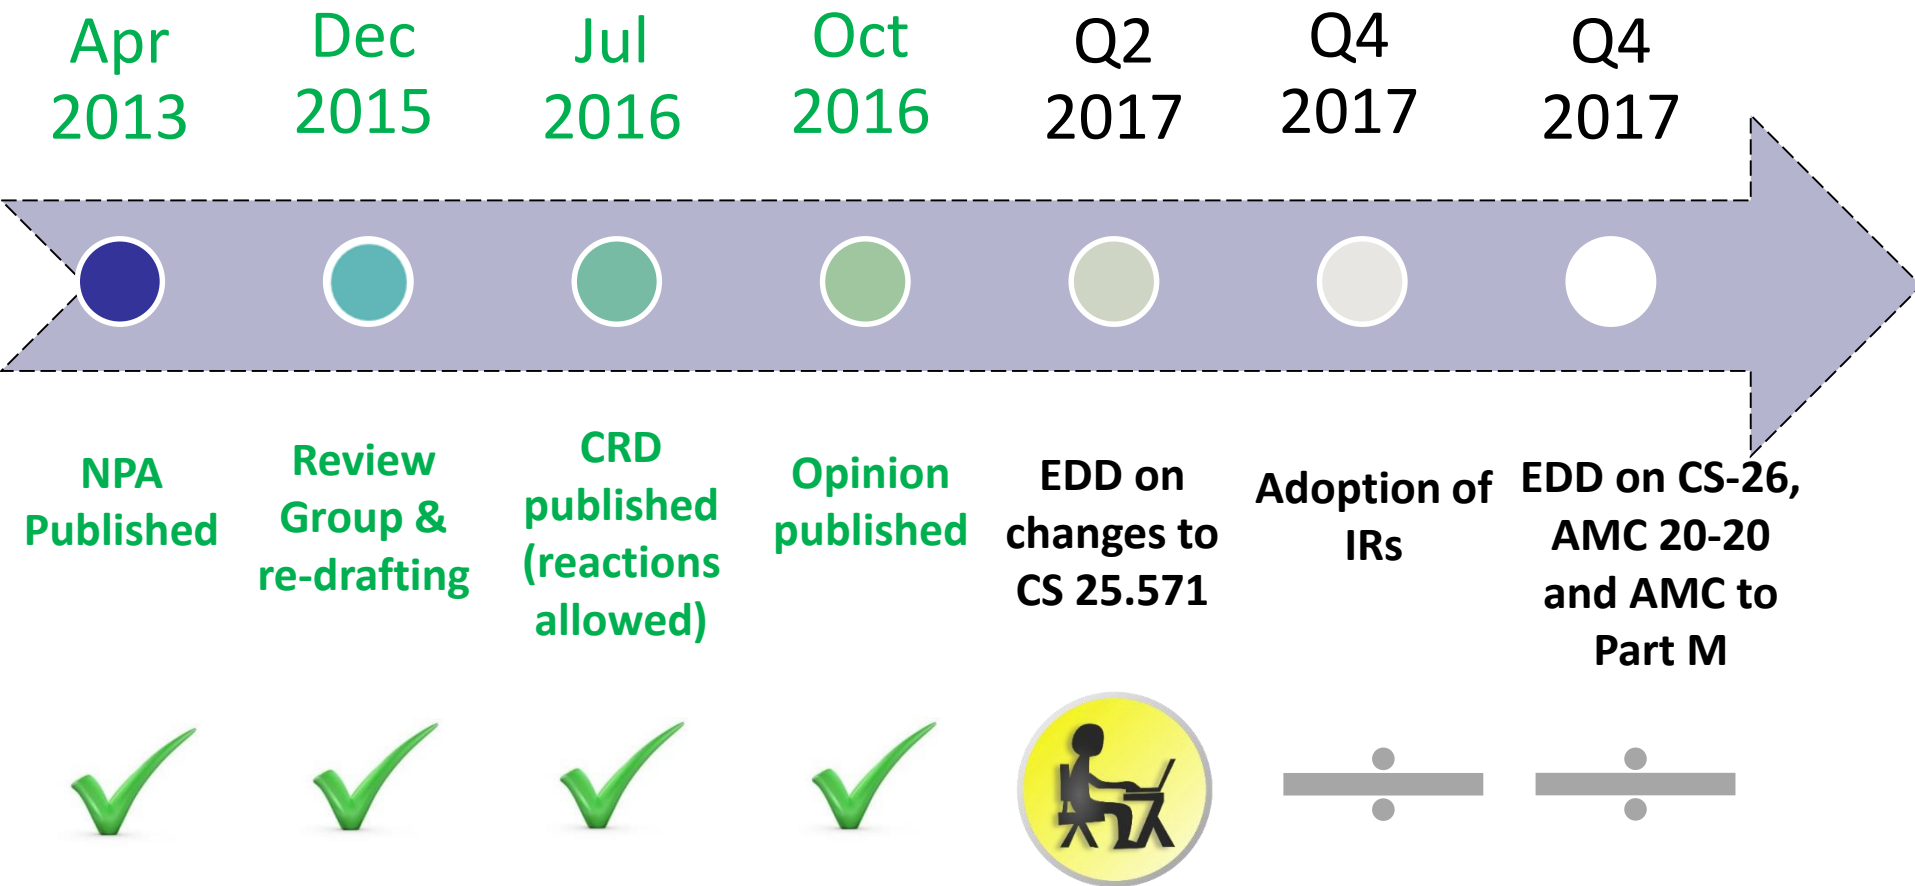 Apr
2013
Dec
2015
Jul
2016
Oct
2016
Q2
2017
Q4
2017
Q4
2017
NPA
Published
Review
Group &
re-drafting
CRD
published
(reactions
allowed)
Opinion
published
EDD on
changes to
CS 25.571
Adoption of
IRs
EDD on CS-26,
AMC 20-20
and AMC to
Part M